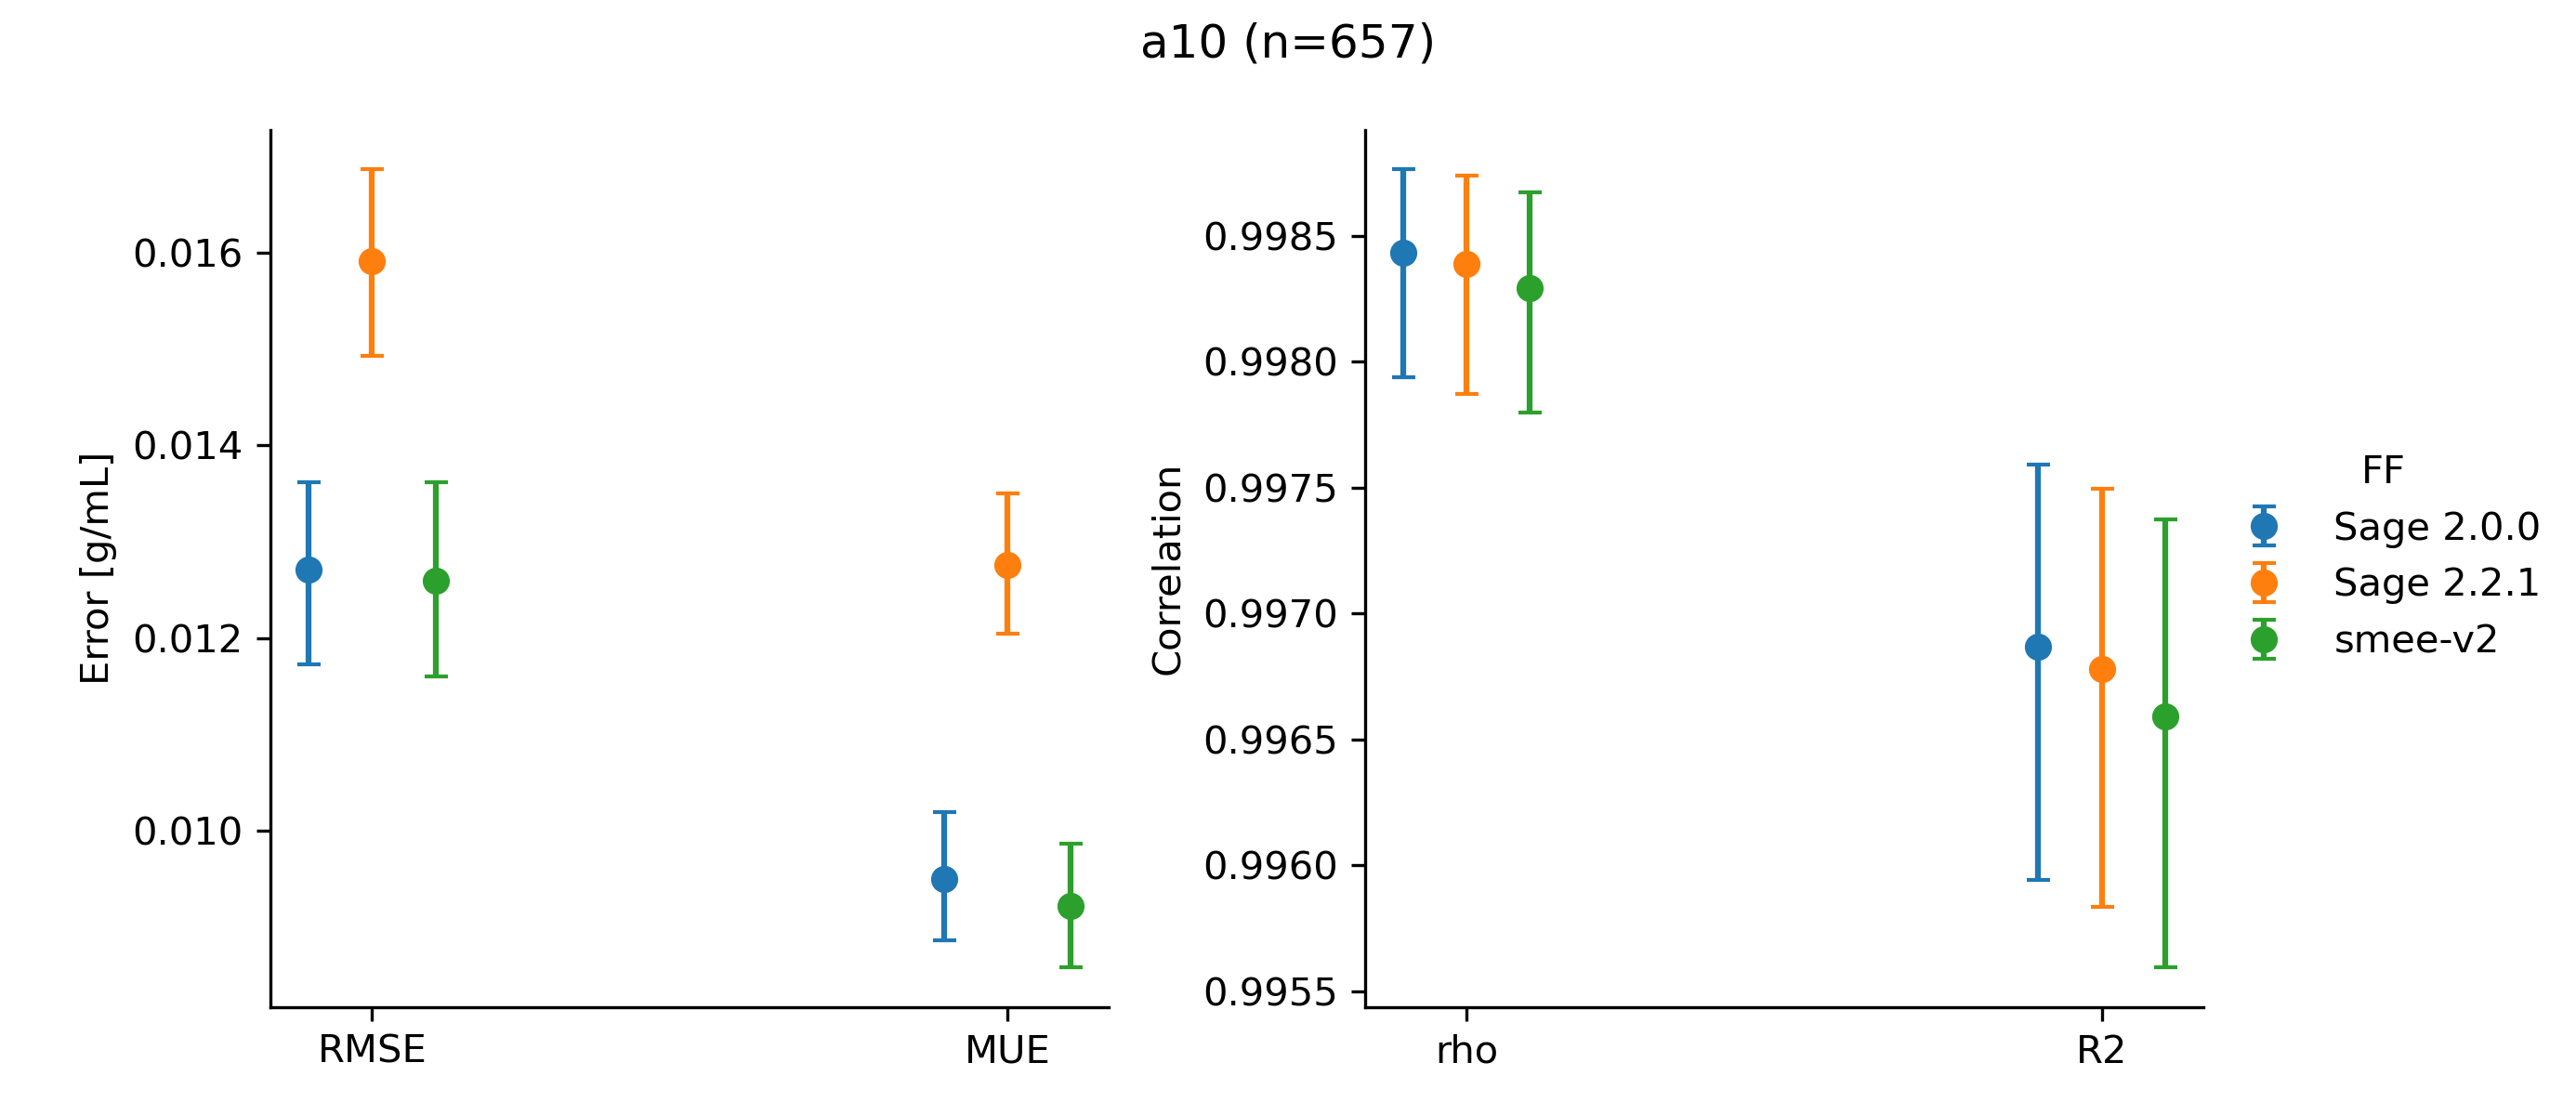 a10 (n=657)
Error [g/mL]
0.016
0.014
0.012
0.010
RMSE
MUE
Correlation
0.9985
0.9980
0.9975
0.9970
0.9965
0.9960
0.9955
rho
R2
FF
Sage 2.0.0
Sage 2.2.1
smee-v2